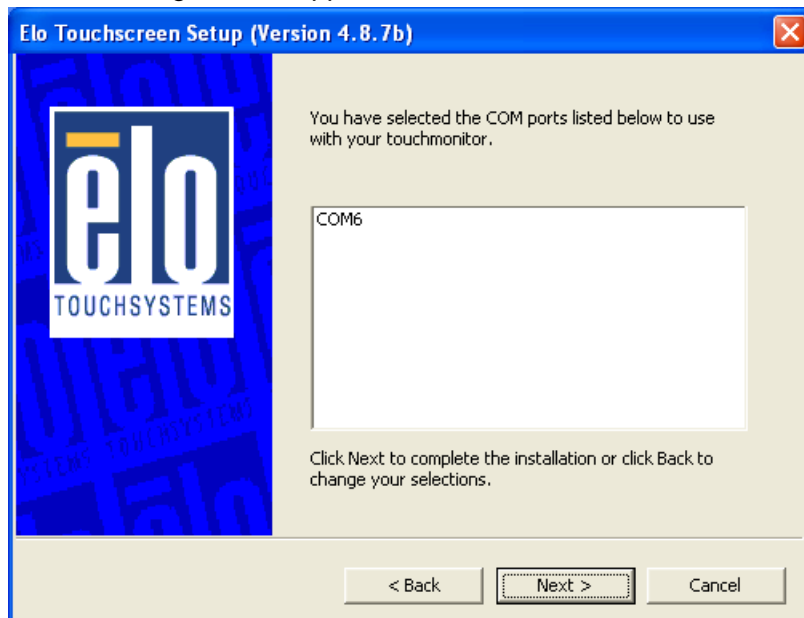 Elo Touchscreen Setup (Version 4.8.7b)
You have selected the COM ports listed below to use
with your touchmonitor.
COM6
ēlo
TOUCHSYSTEMS
Click Next to complete the installation or click Back to
change your selections.
< Back
Next >
Cancel